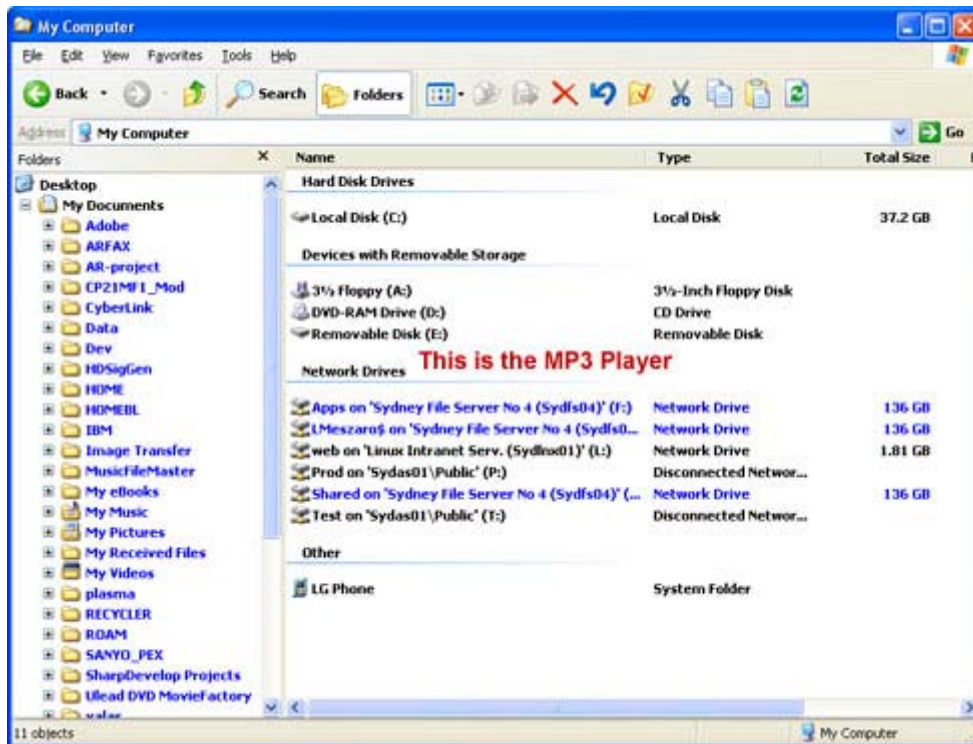 My Computer
File Edit View Favorites Tools Help
Back Search Folders
Address My Computer Go
Folders × Name Type Total Size
Desktop
My Documents
Adobe
ARFAX
AR-project
CP21MF1_Mod
CyberLink
Data
Dev
HDSigGen
HOME
HOMEBL
IBM
Image Transfer
MusicFileMaster
My eBooks
My Music
My Pictures
My Received Files
My Videos
plasma
RECYCLER
ROAM
SANYO_PEX
SharpDevelop Projects
Ulead DVD MovieFactory
Hard Disk Drives
Local Disk (C:) Local Disk 37.2 GB
Devices with Removable Storage
3½ Floppy (A:) 3½-Inch Floppy Disk
DVD-RAM Drive (D:) CD Drive
Removable Disk (E:) Removable Disk
This is the MP3 Player
Network Drives
Apps on 'Sydney File Server No 4 (Sydfs04)' (F:) Network Drive 136 GB
LMeszaro$ on 'Sydney File Server No 4 (Sydfs0... Network Drive 136 GB
web on 'Linux Intranet Serv. (Sydlnx01)' (L:) Network Drive 1.81 GB
Prod on 'Sydas01\Public' (P:) Disconnected Networ...
Shared on 'Sydney File Server No 4 (Sydfs04)' (... Network Drive 136 GB
Test on 'Sydas01\Public' (T:) Disconnected Networ...
Other
LG Phone System Folder
11 objects My Computer